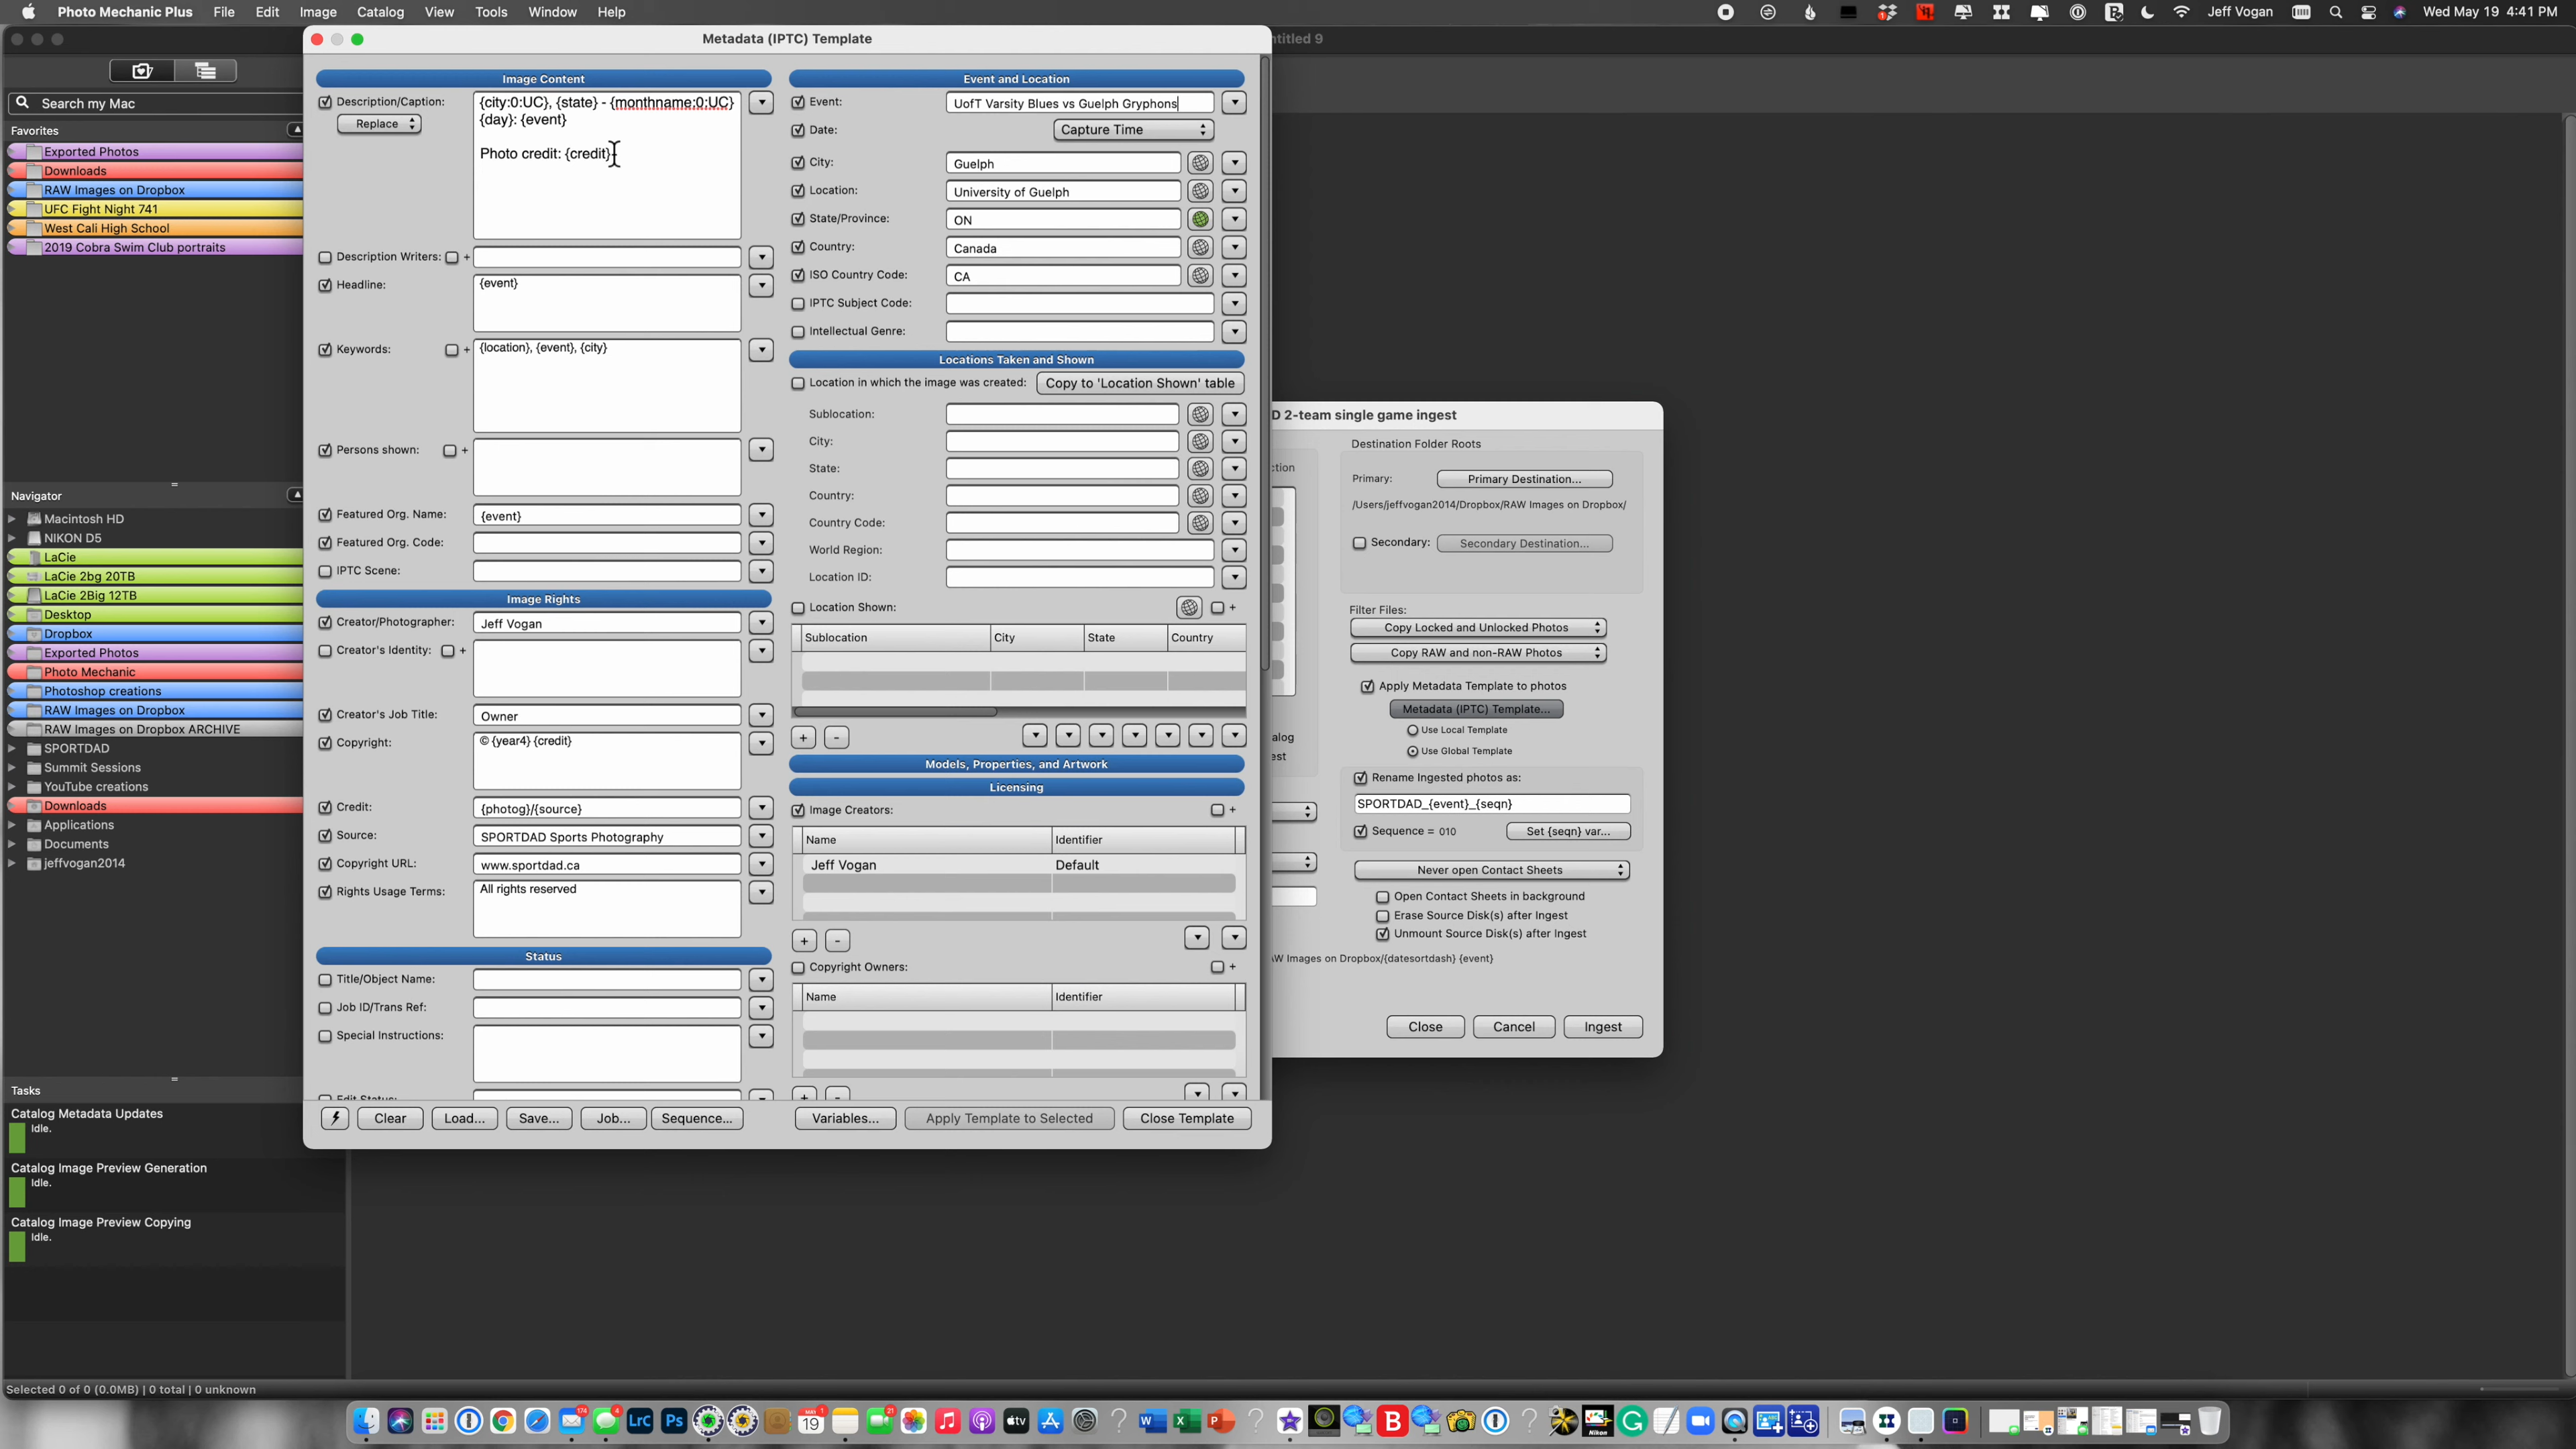 Photo Mechanic Plus File Edit Image Catalog View Tools Window Help
Jeff Vogan Wed May 19 4:41 PM
Metadata (IPTC) Template
ntitled 9
Search my Mac
Favorites
Exported Photos
Downloads
RAW Images on Dropbox
UFC Fight Night 741
West Cali High School
2019 Cobra Swim Club portraits
Navigator
Macintosh HD
NIKON D5
LaCie
LaCie 2bg 20TB
LaCie 2Big 12TB
Desktop
Dropbox
Exported Photos
Photo Mechanic
Photoshop creations
RAW Images on Dropbox
RAW Images on Dropbox ARCHIVE
SPORTDAD
Summit Sessions
YouTube creations
Downloads
Applications
Documents
jeffvogan2014
Tasks
Catalog Metadata Updates
Idle.
Catalog Image Preview Generation
Idle.
Catalog Image Preview Copying
Idle.
Selected 0 of 0 (0.0MB) | 0 total | 0 unknown
Image Content
Description/Caption: {city:0:UC}, {state} - {monthname:0:UC}
Replace {day}: {event}
Photo credit: {credit}
Description Writers: +
Headline: {event}
Keywords: + {location}, {event}, {city}
Persons shown: +
Featured Org. Name: {event}
Featured Org. Code:
IPTC Scene:
Image Rights
Creator/Photographer: Jeff Vogan
Creator's Identity: +
Creator's Job Title: Owner
Copyright: © {year4} {credit}
Credit: {photog}/{source}
Source: SPORTDAD Sports Photography
Copyright URL: www.sportdad.ca
Rights Usage Terms: All rights reserved
Status
Title/Object Name:
Job ID/Trans Ref:
Special Instructions:
Edit Status:
Clear Load... Save... Job... Sequence...
Event and Location
Event: UofT Varsity Blues vs Guelph Gryphons
Date: Capture Time
City: Guelph
Location: University of Guelph
State/Province: ON
Country: Canada
ISO Country Code: CA
IPTC Subject Code:
Intellectual Genre:
Locations Taken and Shown
Location in which the image was created: Copy to 'Location Shown' table
Sublocation:
City:
State:
Country:
Country Code:
World Region:
Location ID:
Location Shown: +
Sublocation City State Country
+ -
Models, Properties, and Artwork
Licensing
Image Creators: +
Name Identifier
Jeff Vogan Default
+ -
Copyright Owners: +
Name Identifier
+ -
Variables... Apply Template to Selected Close Template
D 2-team single game ingest
ction
alog
est
Destination Folder Roots
Primary: Primary Destination...
/Users/jeffvogan2014/Dropbox/RAW Images on Dropbox/
Secondary: Secondary Destination...
Filter Files:
Copy Locked and Unlocked Photos
Copy RAW and non-RAW Photos
Apply Metadata Template to photos
Metadata (IPTC) Template...
Use Local Template
Use Global Template
Rename Ingested photos as:
SPORTDAD_{event}_{seqn}
Sequence = 010 Set {seqn} var...
Never open Contact Sheets
Open Contact Sheets in background
Erase Source Disk(s) after Ingest
Unmount Source Disk(s) after Ingest
W Images on Dropbox/{datesortdash} {event}
Close Cancel Ingest